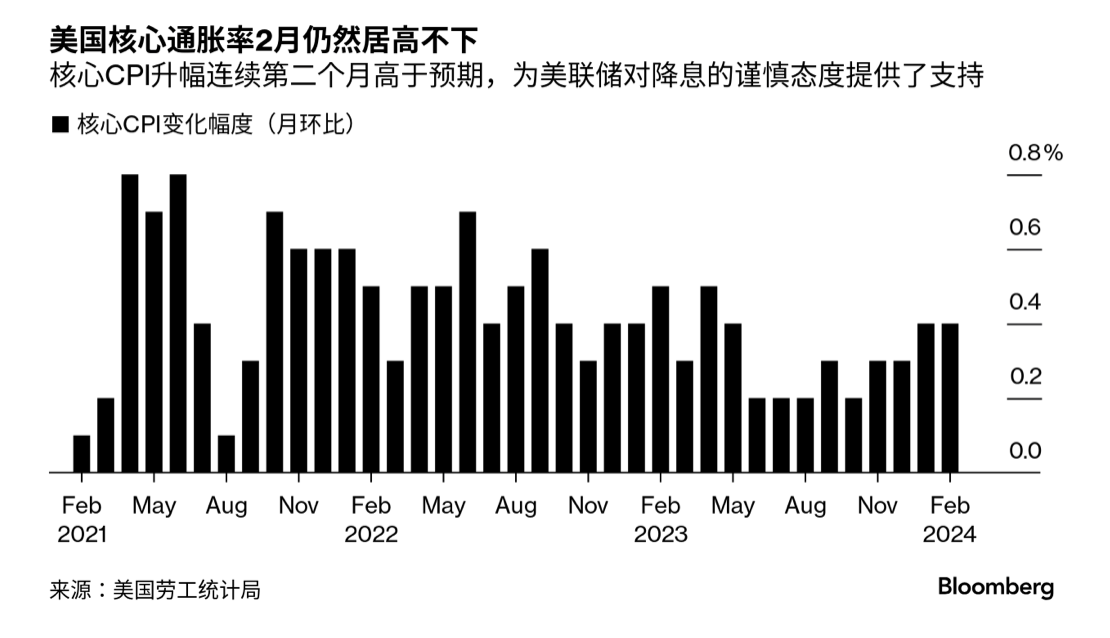 美国核心通胀率2月仍然居高不下
核心CPI升幅连续第二个月高于预期，为美联储对降息的谨慎态度提供了支持
核心CPI变化幅度（月环比）
0.8%
0.6
0.4
0.2
0.0
Feb May Aug Nov Feb May Aug Nov Feb May Aug Nov Feb
2021 2022 2023 2024
来源：美国劳工统计局
Bloomberg